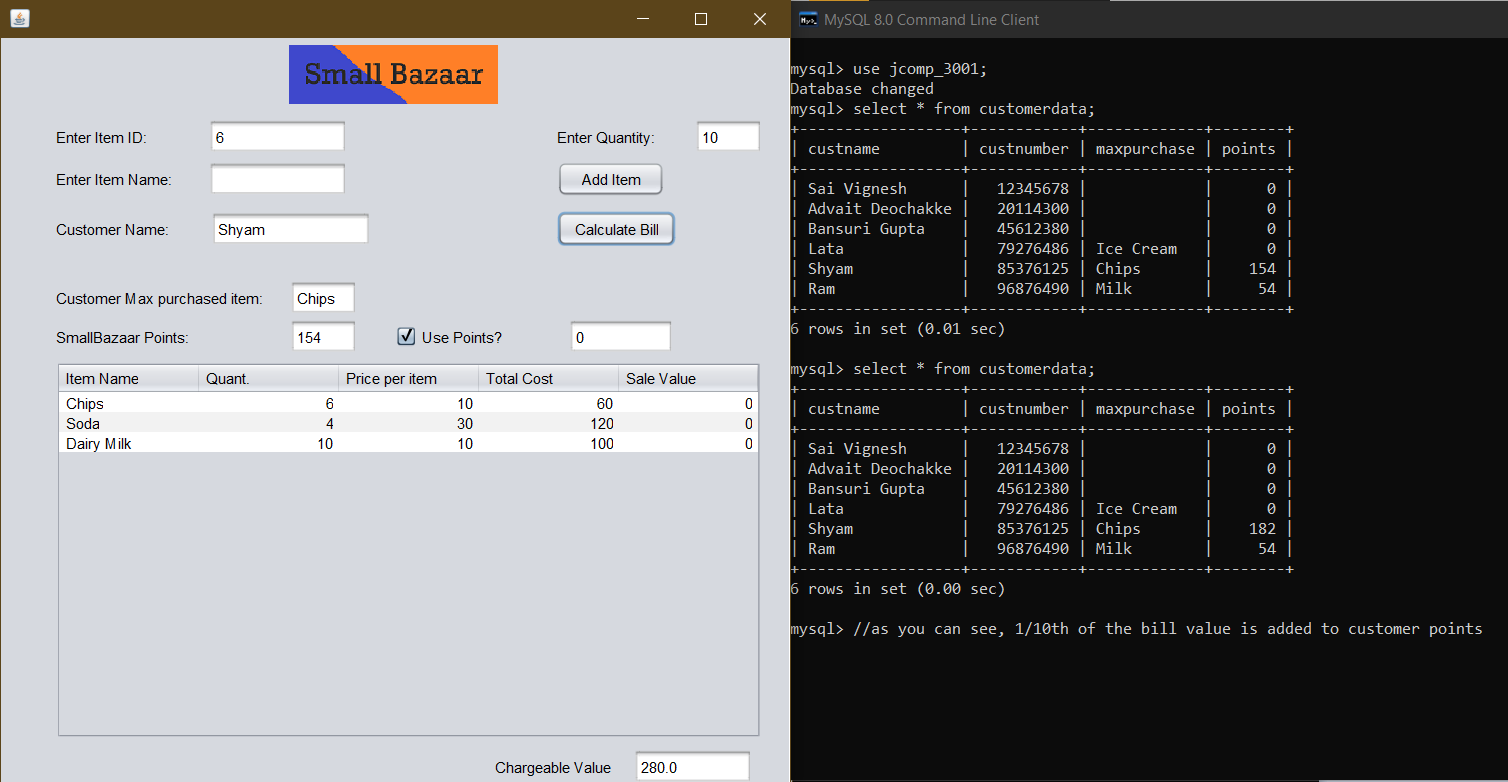 Small Bazaar
Enter Item ID: 6 Enter Quantity: 10
Enter Item Name: Add Item
Customer Name: Shyam Calculate Bill
Customer Max purchased item: Chips
SmallBazaar Points: 154 Use Points? 0
Item Name Quant. Price per item Total Cost Sale Value
Chips 6 10 60 0
Soda 4 30 120 0
Dairy Milk 10 10 100 0
Chargeable Value 280.0
MySQL 8.0 Command Line Client
mysql> use jcomp_3001;
Database changed
mysql> select * from customerdata;
+------------------+------------+-------------+--------+
| custname | custnumber | maxpurchase | points |
+------------------+------------+-------------+--------+
| Sai Vignesh | 12345678 | | 0 |
| Advait Deochakke | 20114300 | | 0 |
| Bansuri Gupta | 45612380 | | 0 |
| Lata | 79276486 | Ice Cream | 0 |
| Shyam | 85376125 | Chips | 154 |
| Ram | 96876490 | Milk | 54 |
+------------------+------------+-------------+--------+
6 rows in set (0.01 sec)
mysql> select * from customerdata;
+------------------+------------+-------------+--------+
| custname | custnumber | maxpurchase | points |
+------------------+------------+-------------+--------+
| Sai Vignesh | 12345678 | | 0 |
| Advait Deochakke | 20114300 | | 0 |
| Bansuri Gupta | 45612380 | | 0 |
| Lata | 79276486 | Ice Cream | 0 |
| Shyam | 85376125 | Chips | 182 |
| Ram | 96876490 | Milk | 54 |
+------------------+------------+-------------+--------+
6 rows in set (0.00 sec)
mysql> //as you can see, 1/10th of the bill value is added to customer points